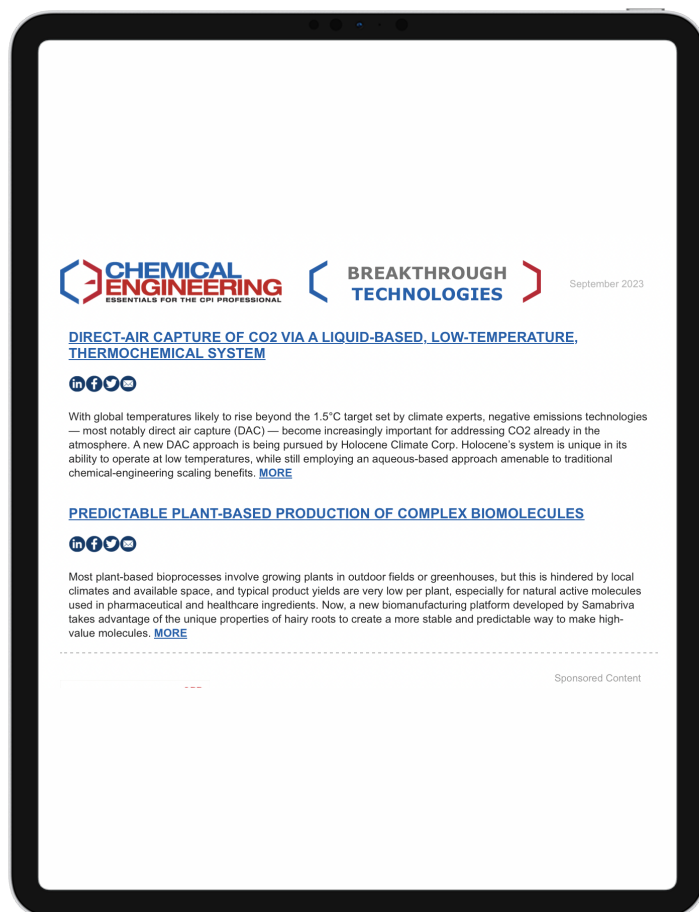 CHEMICAL
ENGINEERING
ESSENTIALS FOR THE CPI PROFESSIONAL
BREAKTHROUGH
TECHNOLOGIES
September 2023
DIRECT-AIR CAPTURE OF CO2 VIA A LIQUID-BASED, LOW-TEMPERATURE,
THERMOCHEMICAL SYSTEM
With global temperatures likely to rise beyond the 1.5°C target set by climate experts, negative emissions technologies
— most notably direct air capture (DAC) — become increasingly important for addressing CO2 already in the
atmosphere. A new DAC approach is being pursued by Holocene Climate Corp. Holocene's system is unique in its
ability to operate at low temperatures, while still employing an aqueous-based approach amenable to traditional
chemical-engineering scaling benefits. MORE
PREDICTABLE PLANT-BASED PRODUCTION OF COMPLEX BIOMOLECULES
Most plant-based bioprocesses involve growing plants in outdoor fields or greenhouses, but this is hindered by local
climates and available space, and typical product yields are very low per plant, especially for natural active molecules
used in pharmaceutical and healthcare ingredients. Now, a new biomanufacturing platform developed by Samabriva
takes advantage of the unique properties of hairy roots to create a more stable and predictable way to make high-
value molecules. MORE
Sponsored Content